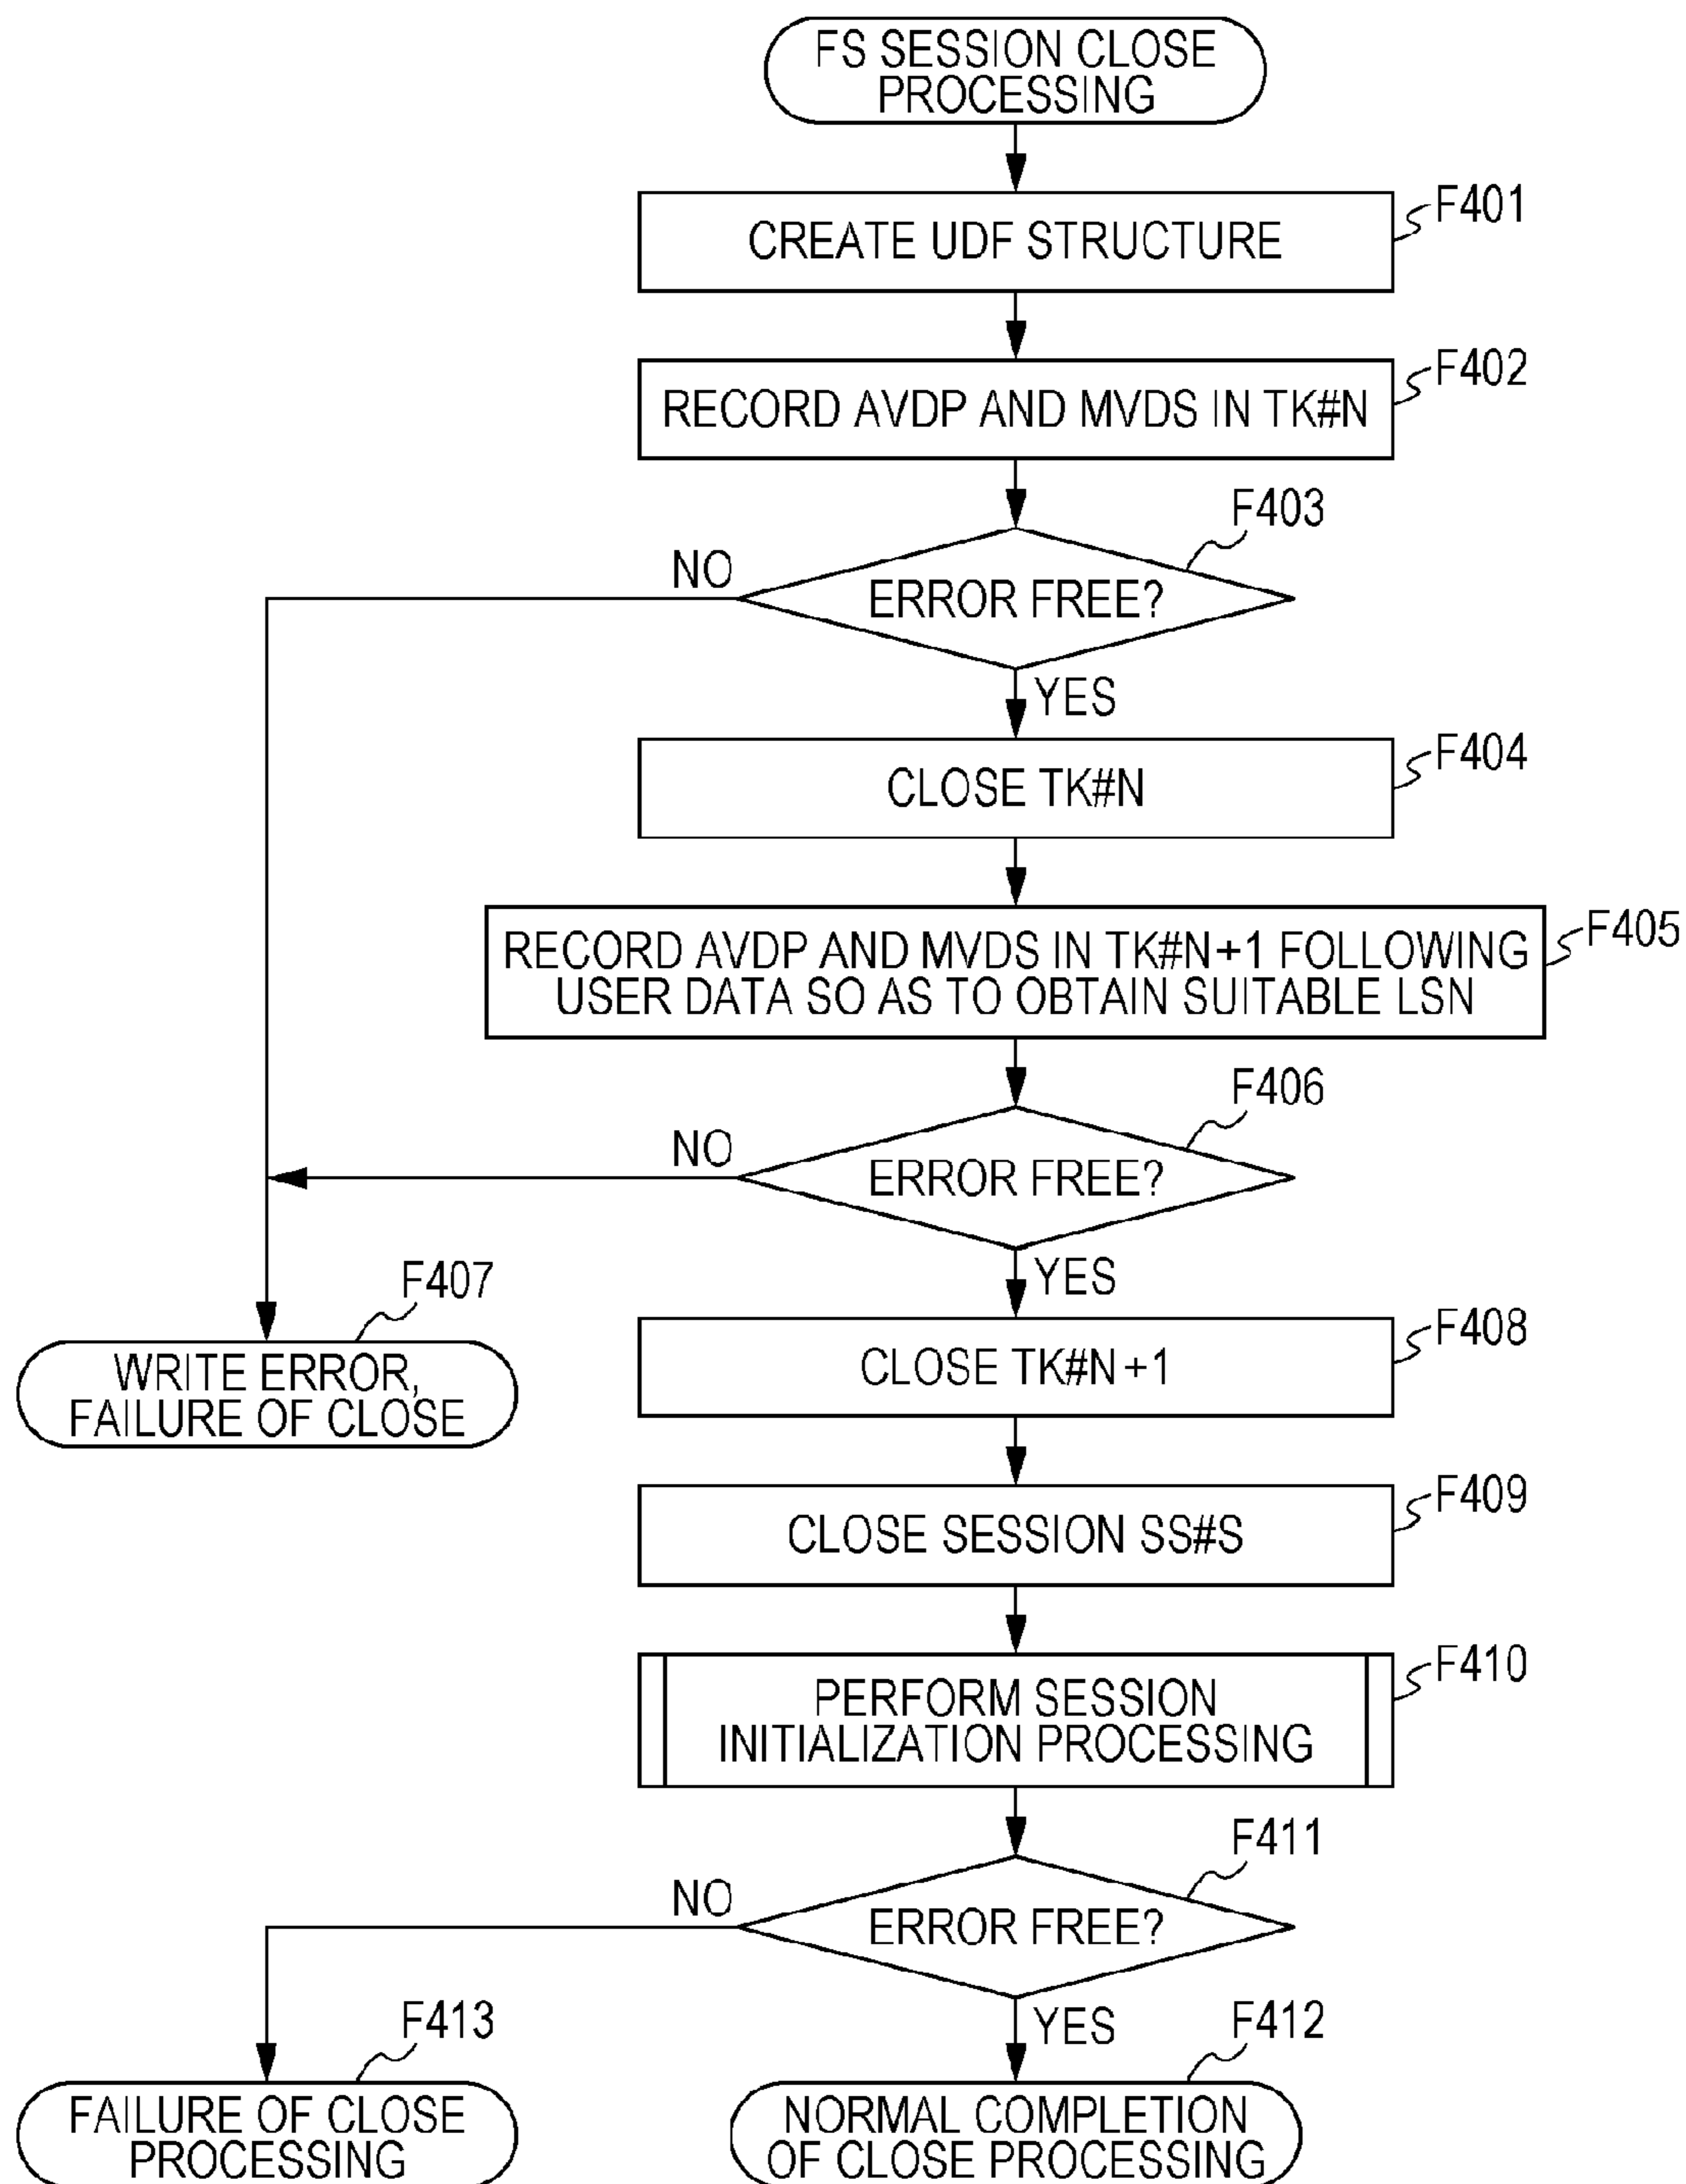 FS SESSION CLOSE
PROCESSING
F401
CREATE UDF STRUCTURE
F402
RECORD AVDP AND MVDS IN TK#N
F403
NO
ERROR FREE?
YES
F404
CLOSE TK#N
F405
RECORD AVDP AND MVDS IN TK#N+1 FOLLOWING
USER DATA SO AS TO OBTAIN SUITABLE LSN
F406
NO
ERROR FREE?
YES
F407
WRITE ERROR,
FAILURE OF CLOSE
F408
CLOSE TK#N+1
F409
CLOSE SESSION SS#S
F410
PERFORM SESSION
INITIALIZATION PROCESSING
F411
NO
ERROR FREE?
YES
F413
FAILURE OF CLOSE
PROCESSING
F412
NORMAL COMPLETION
OF CLOSE PROCESSING